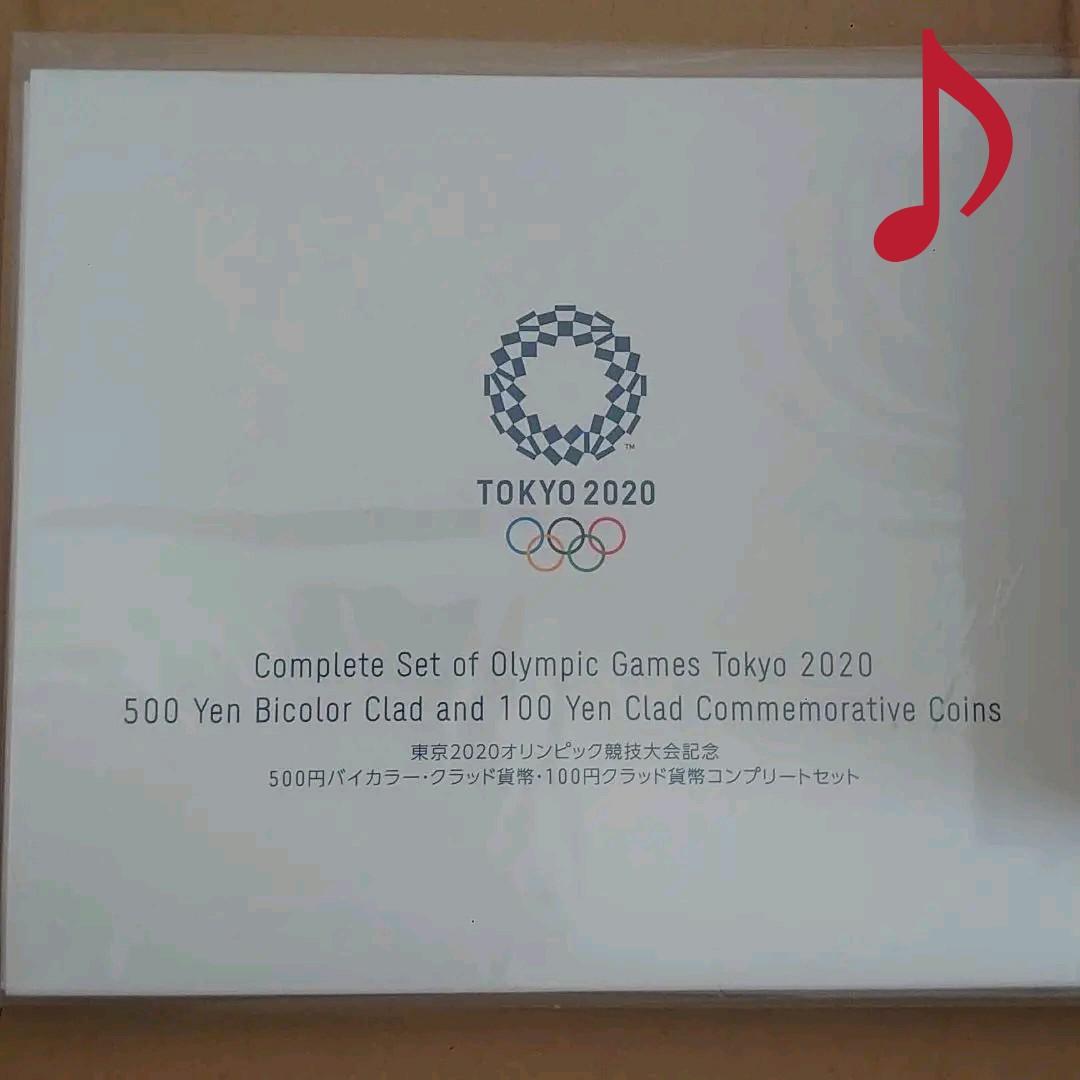 TM
TOKYO 2020
Complete Set of Olympic Games Tokyo 2020
500 Yen Bicolor Clad and 100 Yen Clad Commemorative Coins
東京2020オリンピック競技大会記念
500円バイカラー・クラッド貨幣・100円クラッド貨幣コンプリートセット